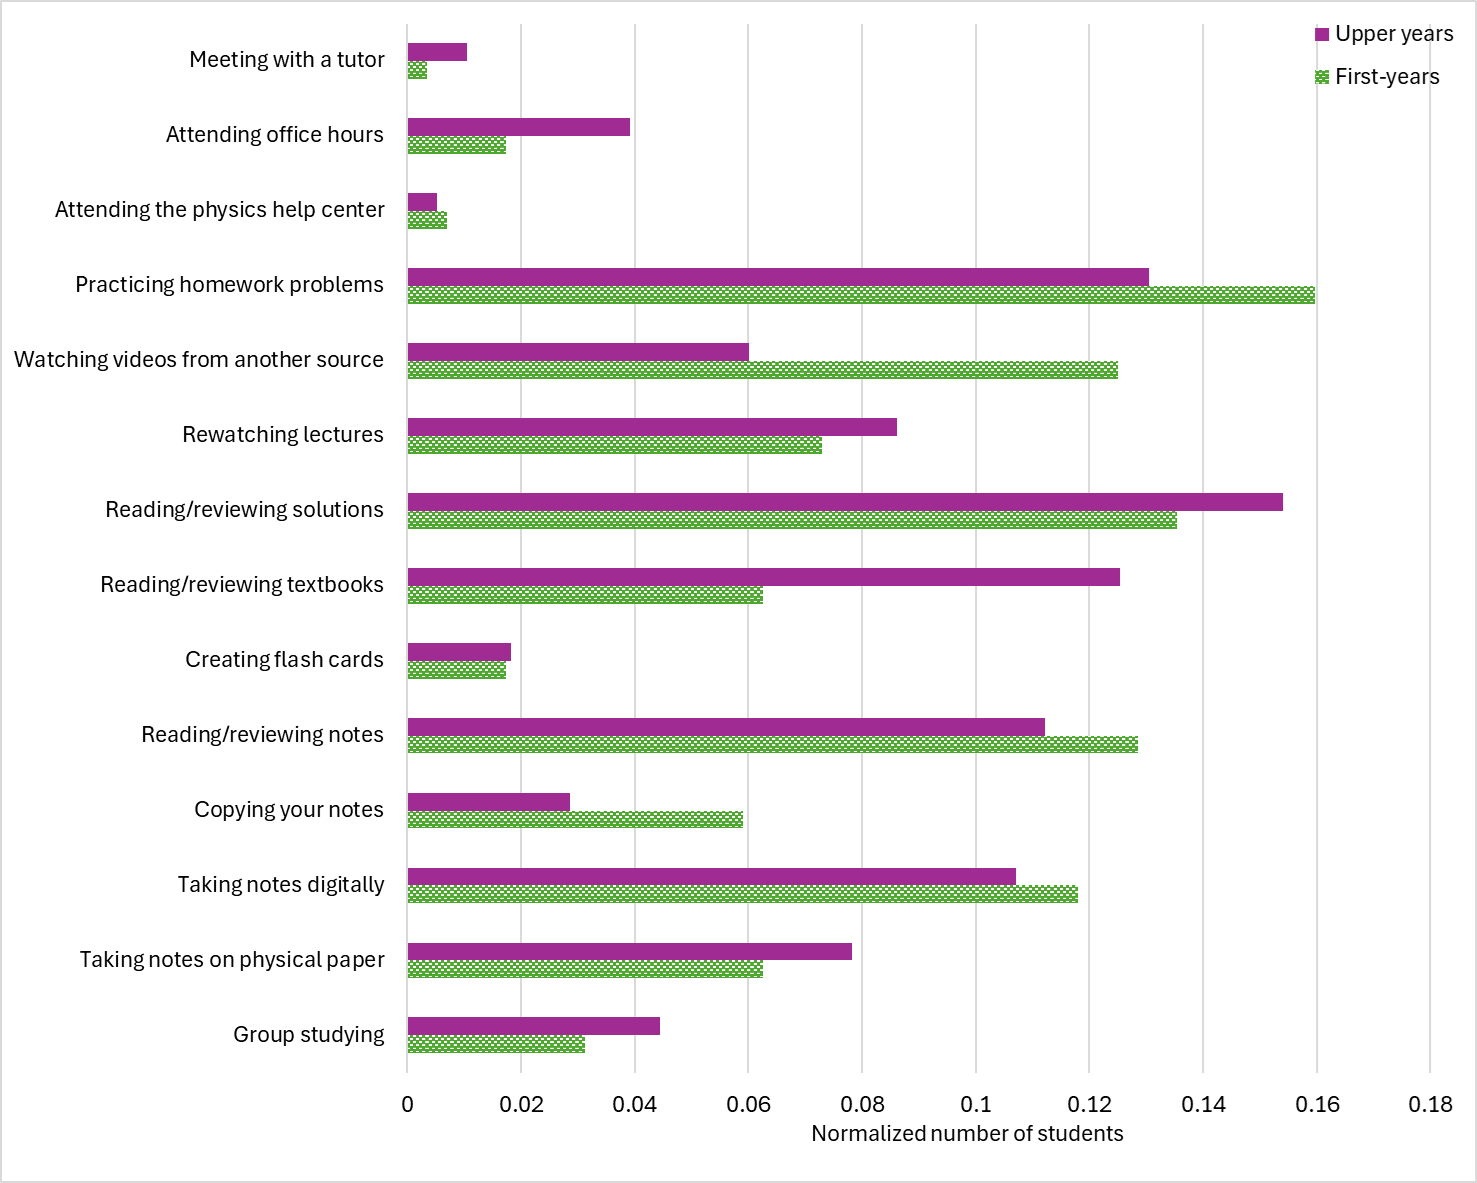 Upper years
First-years
Meeting with a tutor
Attending office hours
Attending the physics help center
Practicing homework problems
Watching videos from another source
Rewatching lectures
Reading/reviewing solutions
Reading/reviewing textbooks
Creating flash cards
Reading/reviewing notes
Copying your notes
Taking notes digitally
Taking notes on physical paper
Group studying
0 0.02 0.04 0.06 0.08 0.1 0.12 0.14 0.16 0.18
Normalized number of students